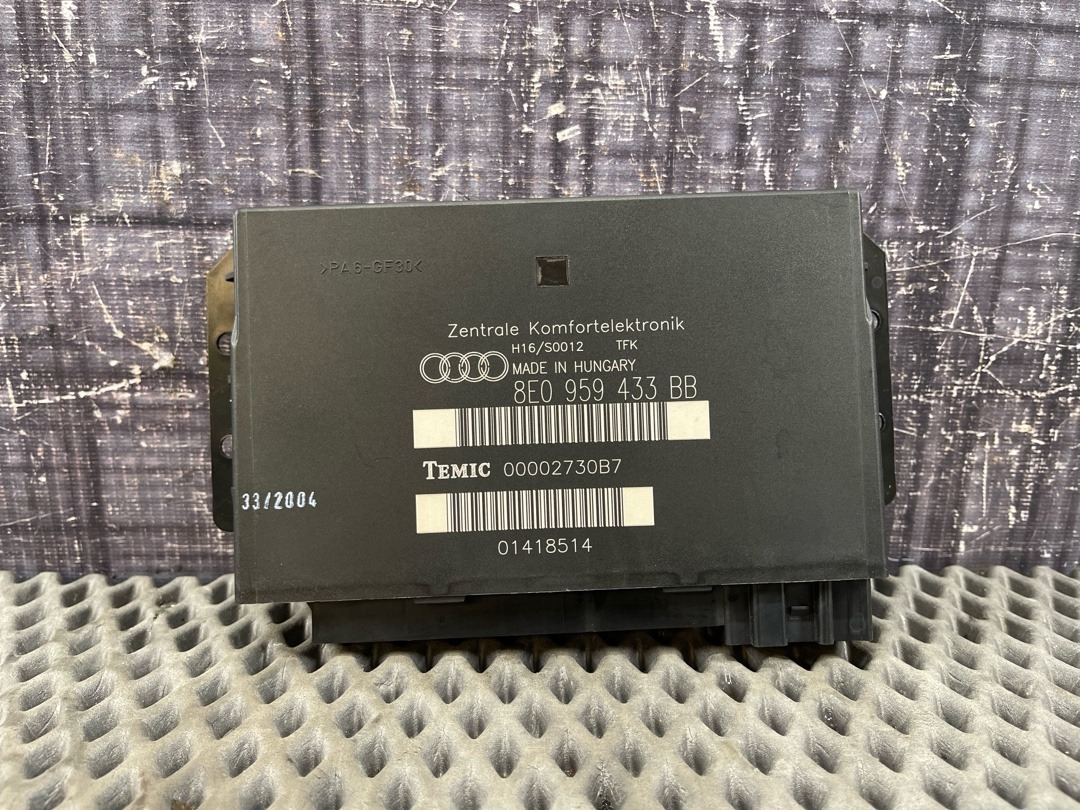 >PA6-GF30<
Zentrale Komfortelektronik
H16/S0012 TFK
MADE IN HUNGARY
8E0 959 433 BB
TEMIC 00002730B7
33/2004
01418514